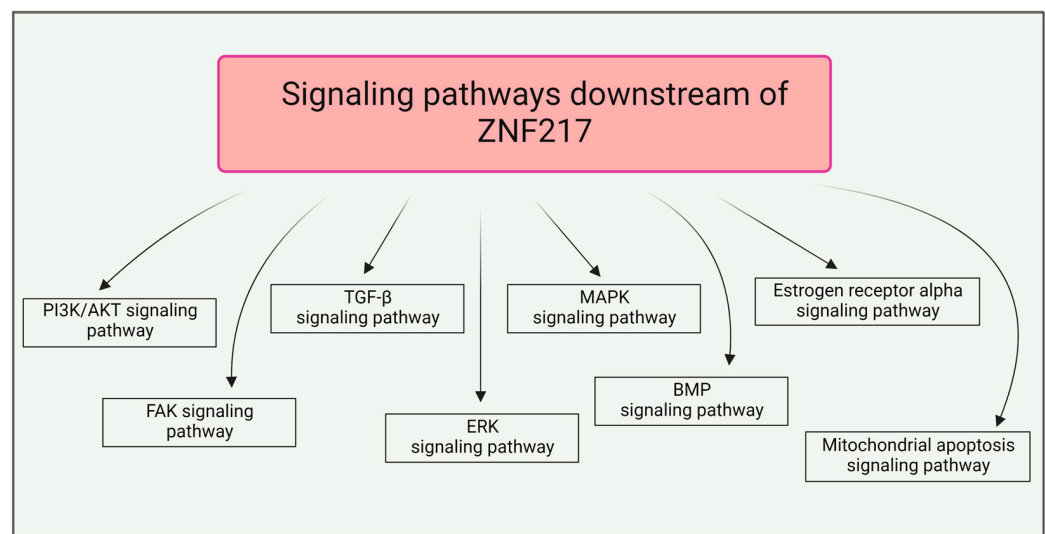 Signaling pathways downstream of
ZNF217
PI3K/AKT signaling
pathway
FAK signaling
pathway
TGF-β
signaling pathway
ERK
signaling pathway
MAPK
signaling pathway
BMP
signaling pathway
Estrogen receptor alpha
signaling pathway
Mitochondrial apoptosis
signaling pathway